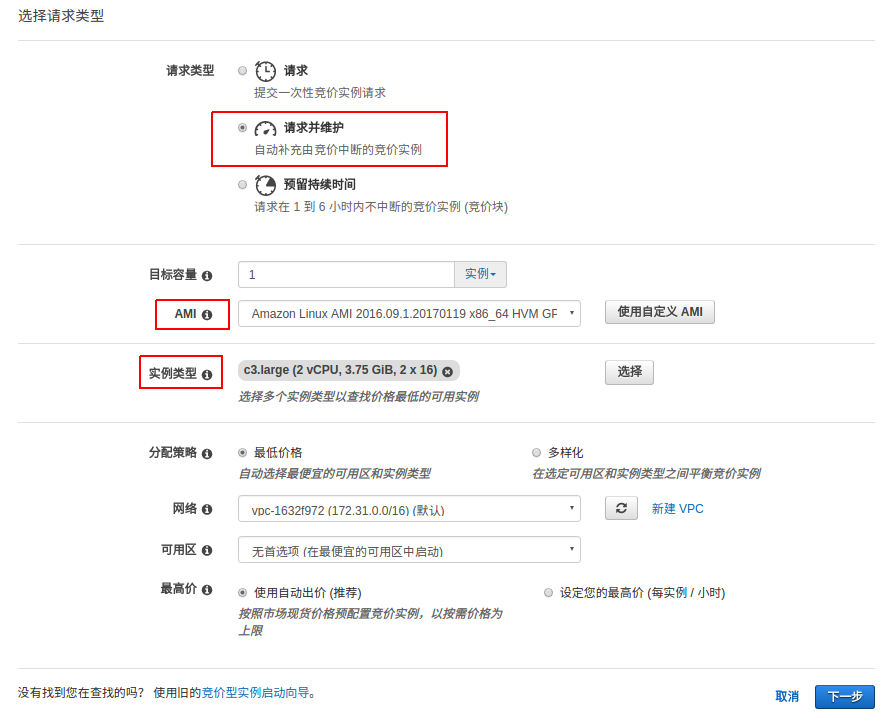 选择请求类型
请求类型 请求
提交一次性竞价实例请求
请求并维护
自动补充由竞价中断的竞价实例
预留持续时间
请求在 1 到 6 小时内不中断的竞价实例 (竞价块)
目标容量 1 实例
AMI Amazon Linux AMI 2016.09.1.20170119 x86_64 HVM GP 使用自定义 AMI
实例类型 c3.large (2 vCPU, 3.75 GiB, 2 x 16) 选择
选择多个实例类型以查找价格最低的可用实例
分配策略 最低价格 多样化
自动选择最便宜的可用区和实例类型 在选定可用区和实例类型之间平衡竞价实例
网络 vpc-1632f972 (172.31.0.0/16) (默认) 新建 VPC
可用区 无首选项 (在最便宜的可用区中启动)
最高价 使用自动出价 (推荐) 设定您的最高价 (每实例 / 小时)
按照市场现货价格预配置竞价实例，以按需价格为
上限
没有找到您在查找的吗？ 使用旧的竞价型实例启动向导。 取消 下一步